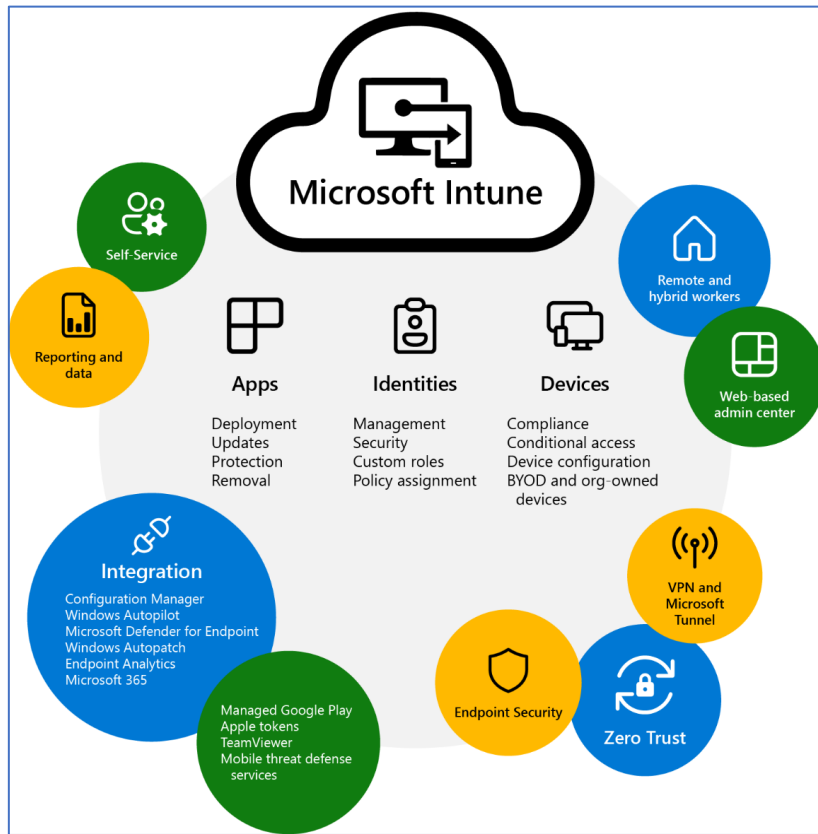 Microsoft Intune
Self-Service
Reporting and
data
Remote and
hybrid workers
Web-based
admin center
Apps
Deployment
Updates
Protection
Removal
Identities
Management
Security
Custom roles
Policy assignment
Devices
Compliance
Conditional access
Device configuration
BYOD and org-owned
devices
Integration
Configuration Manager
Windows Autopilot
Microsoft Defender for Endpoint
Windows Autopatch
Endpoint Analytics
Microsoft 365
Managed Google Play
Apple tokens
TeamViewer
Mobile threat defense
services
VPN and
Microsoft
Tunnel
Endpoint Security
Zero Trust